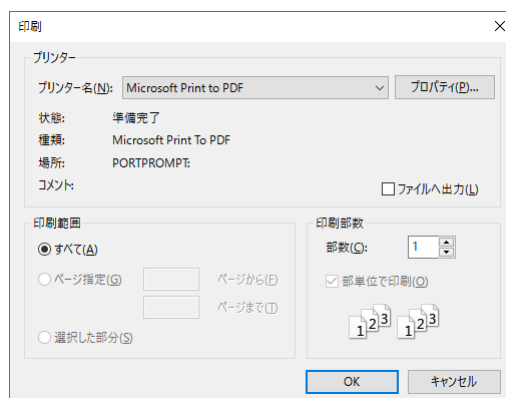 印刷
プリンター
プリンター名(N): Microsoft Print to PDF プロパティ(P)...
状態: 準備完了
種類: Microsoft Print To PDF
場所: PORTPROMPT:
コメント:
ファイルへ出力(L)
印刷範囲
すべて(A)
ページ指定(G) ページから(F)
ページまで(T)
選択した部分(S)
印刷部数
部数(C): 1
部単位で印刷(O)
1 2 3 1 2 3
OK キャンセル